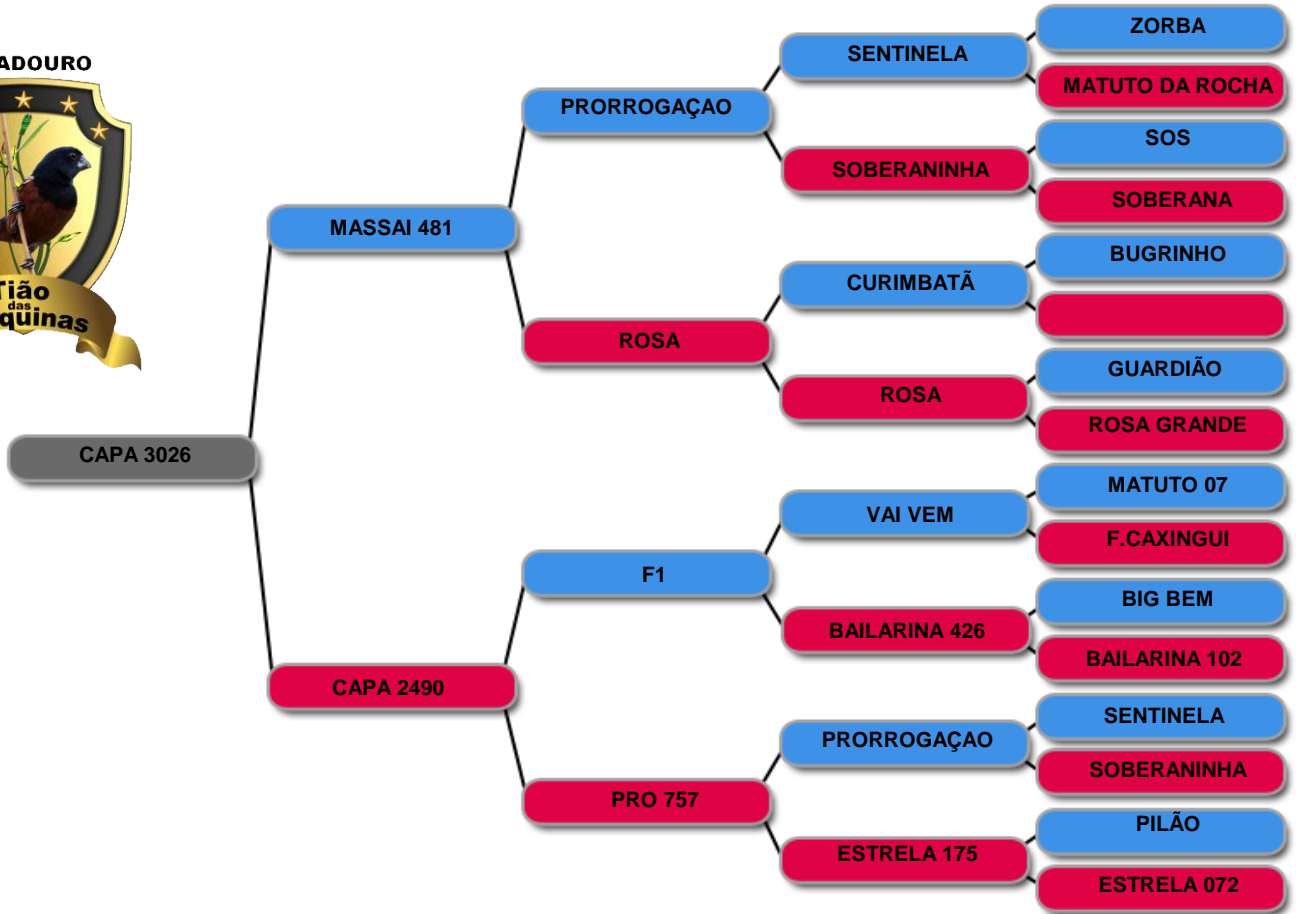 ADOURO
Tião
das
quinas
CAPA 3026
MASSAI 481
CAPA 2490
PRORROGAÇAO
ROSA
F1
PRO 757
SENTINELA
SOBERANINHA
CURIMBATÃ
ROSA
VAI VEM
BAILARINA 426
PRORROGAÇAO
ESTRELA 175
ZORBA
MATUTO DA ROCHA
SOS
SOBERANA
BUGRINHO
GUARDIÃO
ROSA GRANDE
MATUTO 07
F.CAXINGUI
BIG BEM
BAILARINA 102
SENTINELA
SOBERANINHA
PILÃO
ESTRELA 072